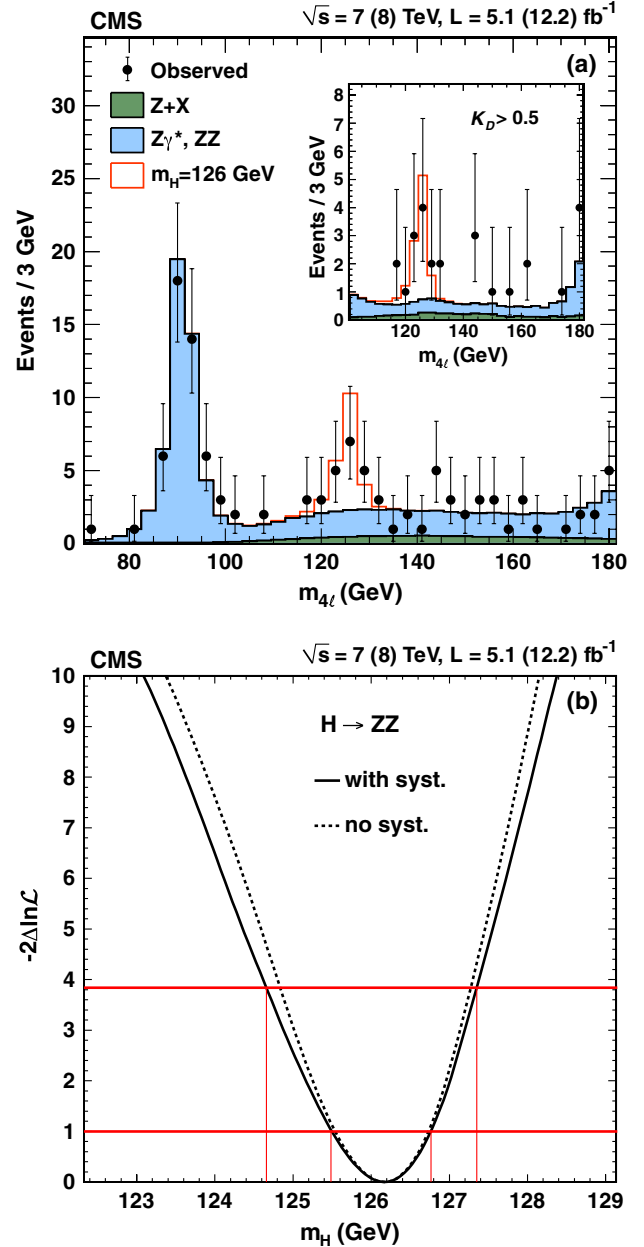 CMS √s = 7 (8) TeV, L = 5.1 (12.2) fb⁻¹
(a)
Observed
Z+X
Zγ*, ZZ
m_H=126 GeV
Events / 3 GeV
30
25
20
15
10
5
0
80 100 120 140 160 180
m_4ℓ (GeV)
K_D > 0.5
Events / 3 GeV
8
7
6
5
4
3
2
1
0
120 140 160 180
m_4ℓ (GeV)
CMS √s = 7 (8) TeV, L = 5.1 (12.2) fb⁻¹
(b)
H → ZZ
with syst.
no syst.
-2Δlnℒ
10
9
8
7
6
5
4
3
2
1
0
123 124 125 126 127 128 129
m_H (GeV)